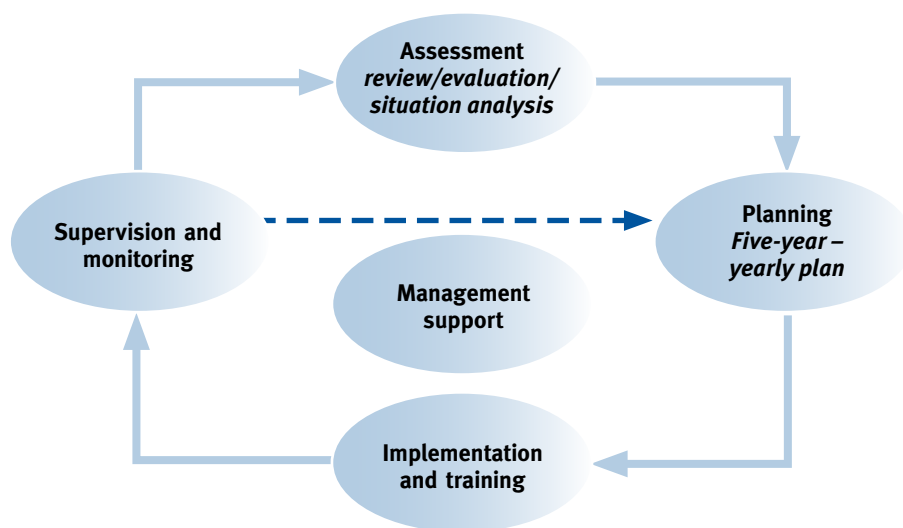 Assessment
review/evaluation/
situation analysis
Supervision and
monitoring
Planning
Five-year –
yearly plan
Management
support
Implementation
and training